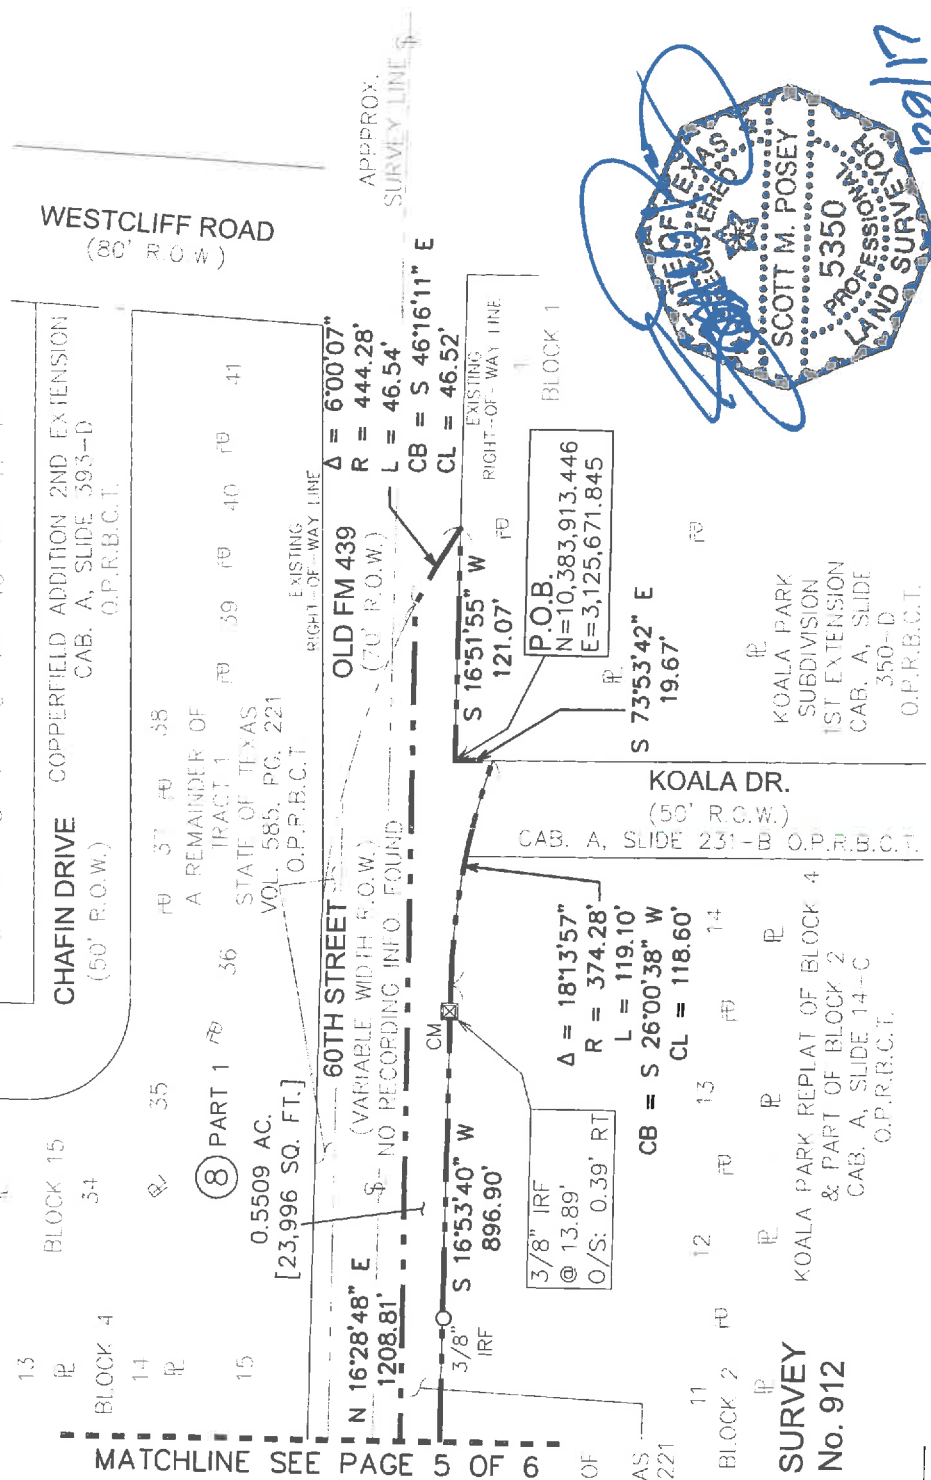 WESTCLIFF ROAD
(80' R.O.W)
APPROX.
SURVEY LINE
CHAFIN DRIVE
(50' R.O.W.)
COPPERFIELD ADDITION 2ND EXTENSION
CAB. A, SLIDE 393-D
O.P.R.B.C.T.
13
BLOCK 4
14
15
BLOCK 15
34
35
36
37
38
39
40
41
A REMAINDER OF
TRACT 1
STATE OF TEXAS
VOL. 585, PG. 221
O.P.R.B.C.T
8 PART 1
0.5509 AC.
[23,996 SQ. FT.]
EXISTING
RIGHT-OF-WAY LINE
60TH STREET
(VARIABLE WIDTH R.O.W.)
NO RECORDING INFO. FOUND
OLD FM 439
(70' R.O.W.)
Δ = 6°00'07"
R = 444.28'
L = 46.54'
CB = S 46°16'11" E
CL = 46.52'
EXISTING
RIGHT-OF-WAY LINE
1
BLOCK 1
N 16°28'48" E
1208.81'
S 16°53'40" W
896.90'
3/8"
IRF
CM
3/8" IRF
@ 13.89'
O/S: 0.39' RT
S 16°51'55" W
121.07'
P.O.B.
N=10,383,913.446
E=3,125,671.845
S 73°53'42" E
19.67'
Δ = 18°13'57"
R = 374.28'
L = 119.10'
CB = S 26°00'38" W
CL = 118.60'
KOALA DR.
(50' R.O.W.)
CAB. A, SLIDE 231-B O.P.R.B.C.T.
KOALA PARK
SUBDIVISION
1ST EXTENSION
CAB. A, SLIDE
350-D
O.P.R.B.C.T.
11
12
13
14
BLOCK 2
KOALA PARK REPLAT OF BLOCK 4
& PART OF BLOCK 2
CAB. A, SLIDE 14-C
O.P.R.B.C.T.
SURVEY
No. 912
OF
AS
221
MATCHLINE SEE PAGE 5 OF 6
STATE OF TEXAS
REGISTERED
SCOTT M. POSEY
5350
PROFESSIONAL
LAND SURVEYOR